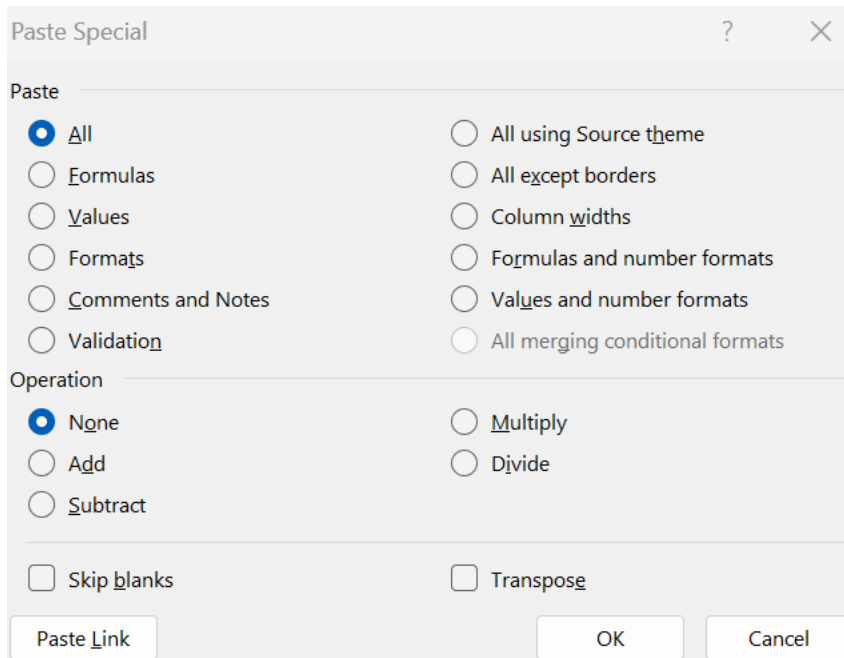 Paste Special ?
Paste
All
All using Source theme
Formulas
All except borders
Values
Column widths
Formats
Formulas and number formats
Comments and Notes
Values and number formats
Validation
All merging conditional formats
Operation
None
Multiply
Add
Divide
Subtract
Skip blanks
Transpose
Paste Link
OK
Cancel